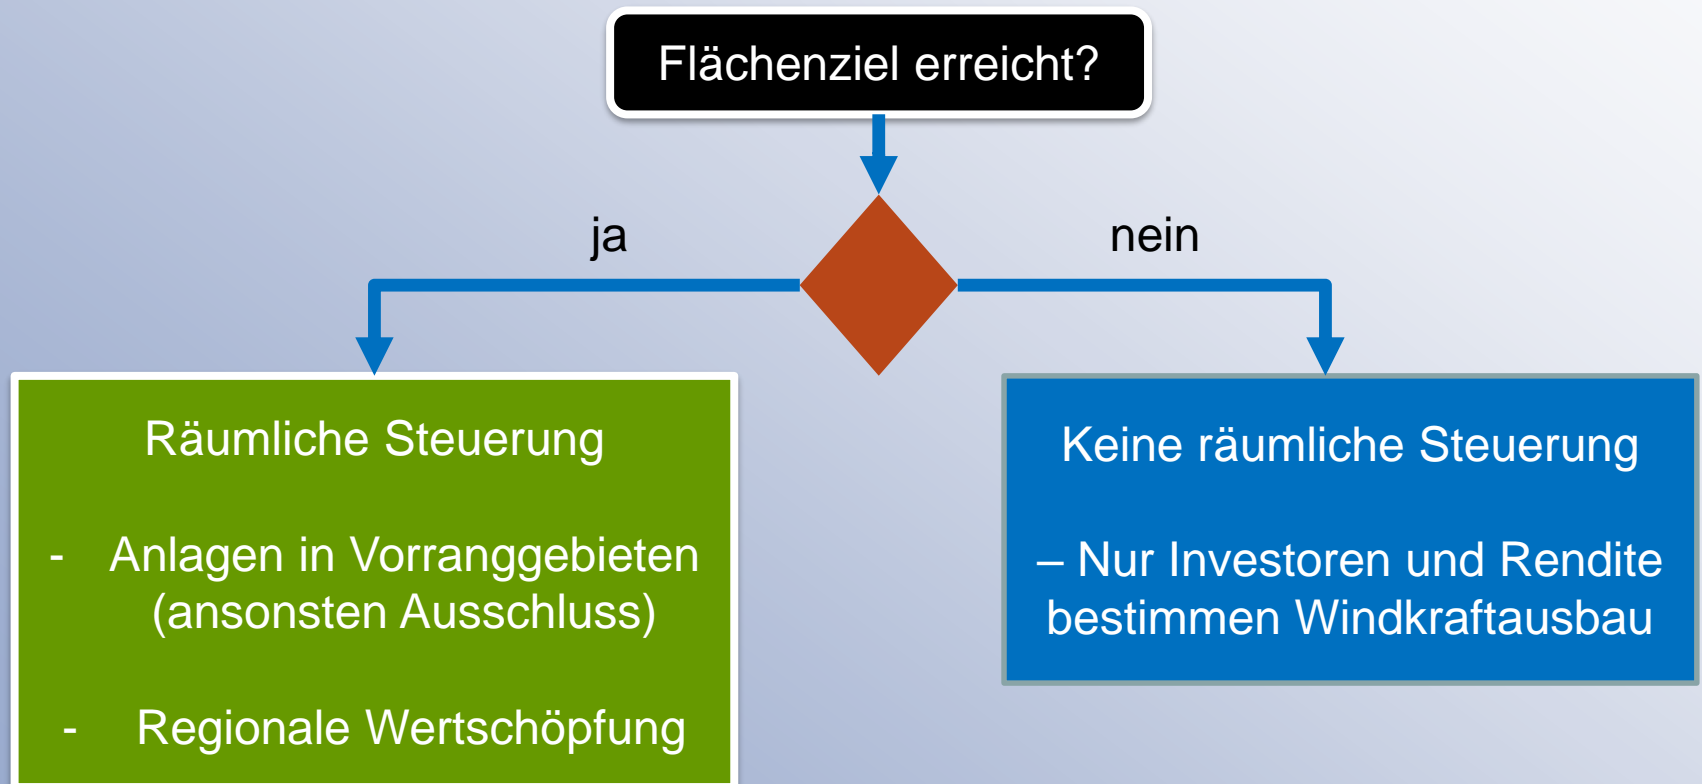 Flächenziel erreicht?
ja
nein
Räumliche Steuerung
- Anlagen in Vorranggebieten
(ansonsten Ausschluss)
- Regionale Wertschöpfung
Keine räumliche Steuerung
– Nur Investoren und Rendite
bestimmen Windkraftausbau